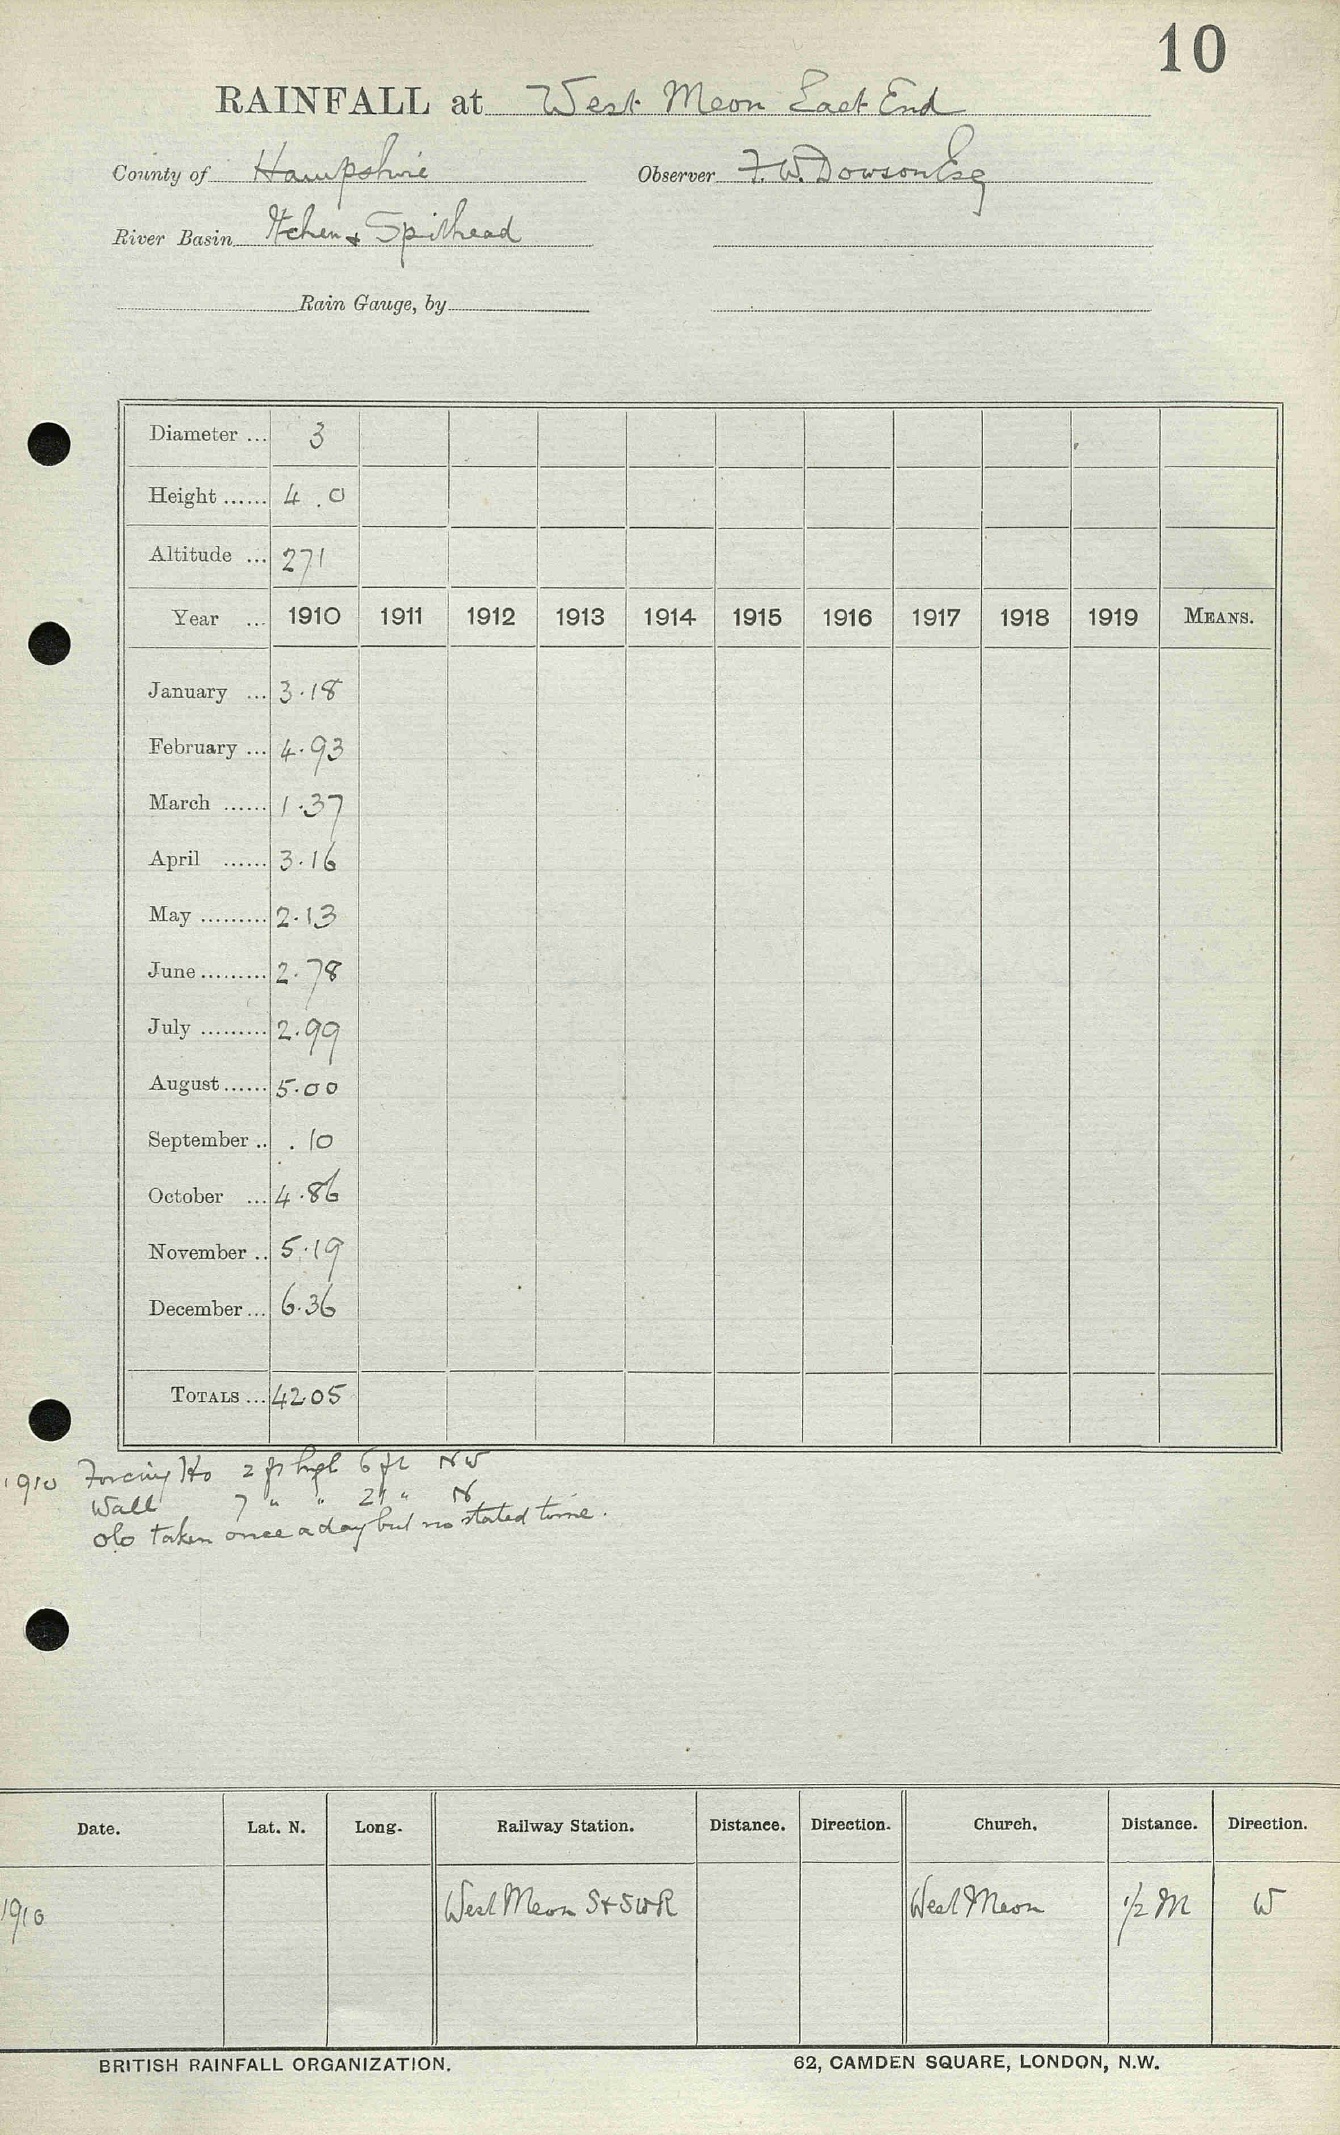 10
RAINFALL at West Meon East End
County of Hampshire Observer F. W. Dowson Esq
River Basin Itchen & Spithead
Rain Gauge, by
Diameter ... 3
Height ...... 4 .0
Altitude ... 271
Year ... 1910 1911 1912 1913 1914 1915 1916 1917 1918 1919 MEANS.
January ... 3.18
February ... 4.93
March ...... 1.37
April ...... 3.16
May ......... 2.13
June ......... 2.78
July ......... 2.99
August ...... 5.00
September .. .10
October ... 4.86
November .. 5.19
December ... 6.36
TOTALS ... 42.05
1910 Forcing Ho 2 ft high 6 ft NW
Wall 7 " " 21 " N
obs taken once a day but no stated time.
Date. Lat. N. Long. Railway Station. Distance. Direction. Church. Distance. Direction.
1910 West Meon S+SWR West Meon 1/2 M W
BRITISH RAINFALL ORGANIZATION. 62, CAMDEN SQUARE, LONDON, N.W.